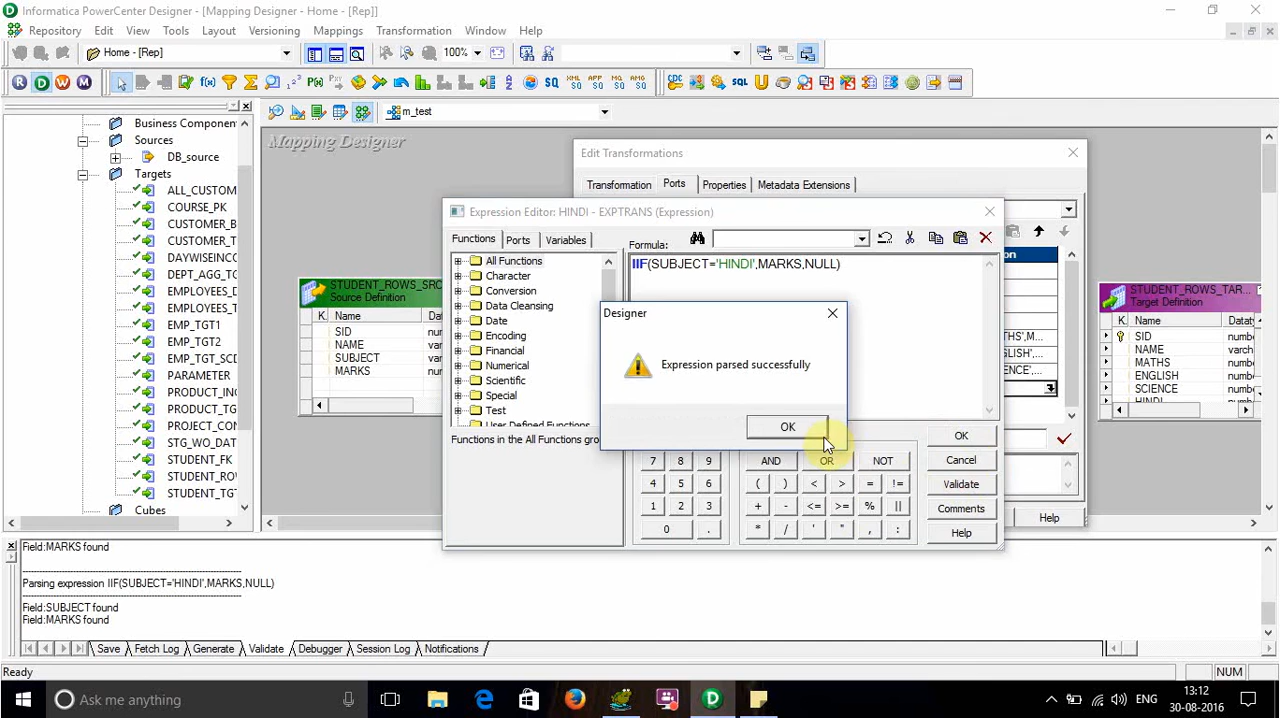 Informatica PowerCenter Designer - [Mapping Designer - Home - [Rep]]
Repository Edit View Tools Layout Versioning Mappings Transformation Window Help
Home - [Rep]
100%
R D W M
m_test
Business Componen
Sources
DB_source
Targets
ALL_CUSTOM
COURSE_PK
CUSTOMER_B
CUSTOMER_T
DAYWISE_TA
DEPT_AGG_TG
EMPLOYEES_D
EMPLOYEES_T
EMP_TGT1
EMP_TGT2
EMP_TGT_SCD
PARAMETER
PRODUCT_INC
PRODUCT_TG
PRODUCT_CON
STG_WO_DAT
STUDENT_FK
STUDENT_RO
STUDENT_TG
Cubes
Mapping Designer
STUDENT_ROWS_SRC
Source Definition
K Name
SID
NAME
SUBJECT
MARKS
Edit Transformations
Transformation Ports Properties Metadata Extensions
Expression Editor: HINDI - EXPTRANS (Expression)
Functions Ports Variables
Formula:
IIF(SUBJECT='HINDI',MARKS,NULL)
All Functions
Character
Conversion
Data Cleansing
Date
Encoding
Financial
Numerical
Scientific
Special
Test
User Defined Functions
Functions in the All Functions gro
Designer
Expression parsed successfully
OK
7 8 9 AND OR NOT
4 5 6 ( ) < > = !=
1 2 3 + - <= >= % ||
0 . * / ' " , :
OK
Cancel
Validate
Comments
Help
Help
STUDENT_ROWS_TAR...
Target Definition
K Name
SID
NAME
MATHS
ENGLISH
SCIENCE
Field:MARKS found
Parsing expression IIF(SUBJECT='HINDI',MARKS,NULL)
Field:SUBJECT found
Field:MARKS found
Save Fetch Log Generate Validate Debugger Session Log Notifications
Ready
NUM
Ask me anything
ENG
13:12
30-08-2016